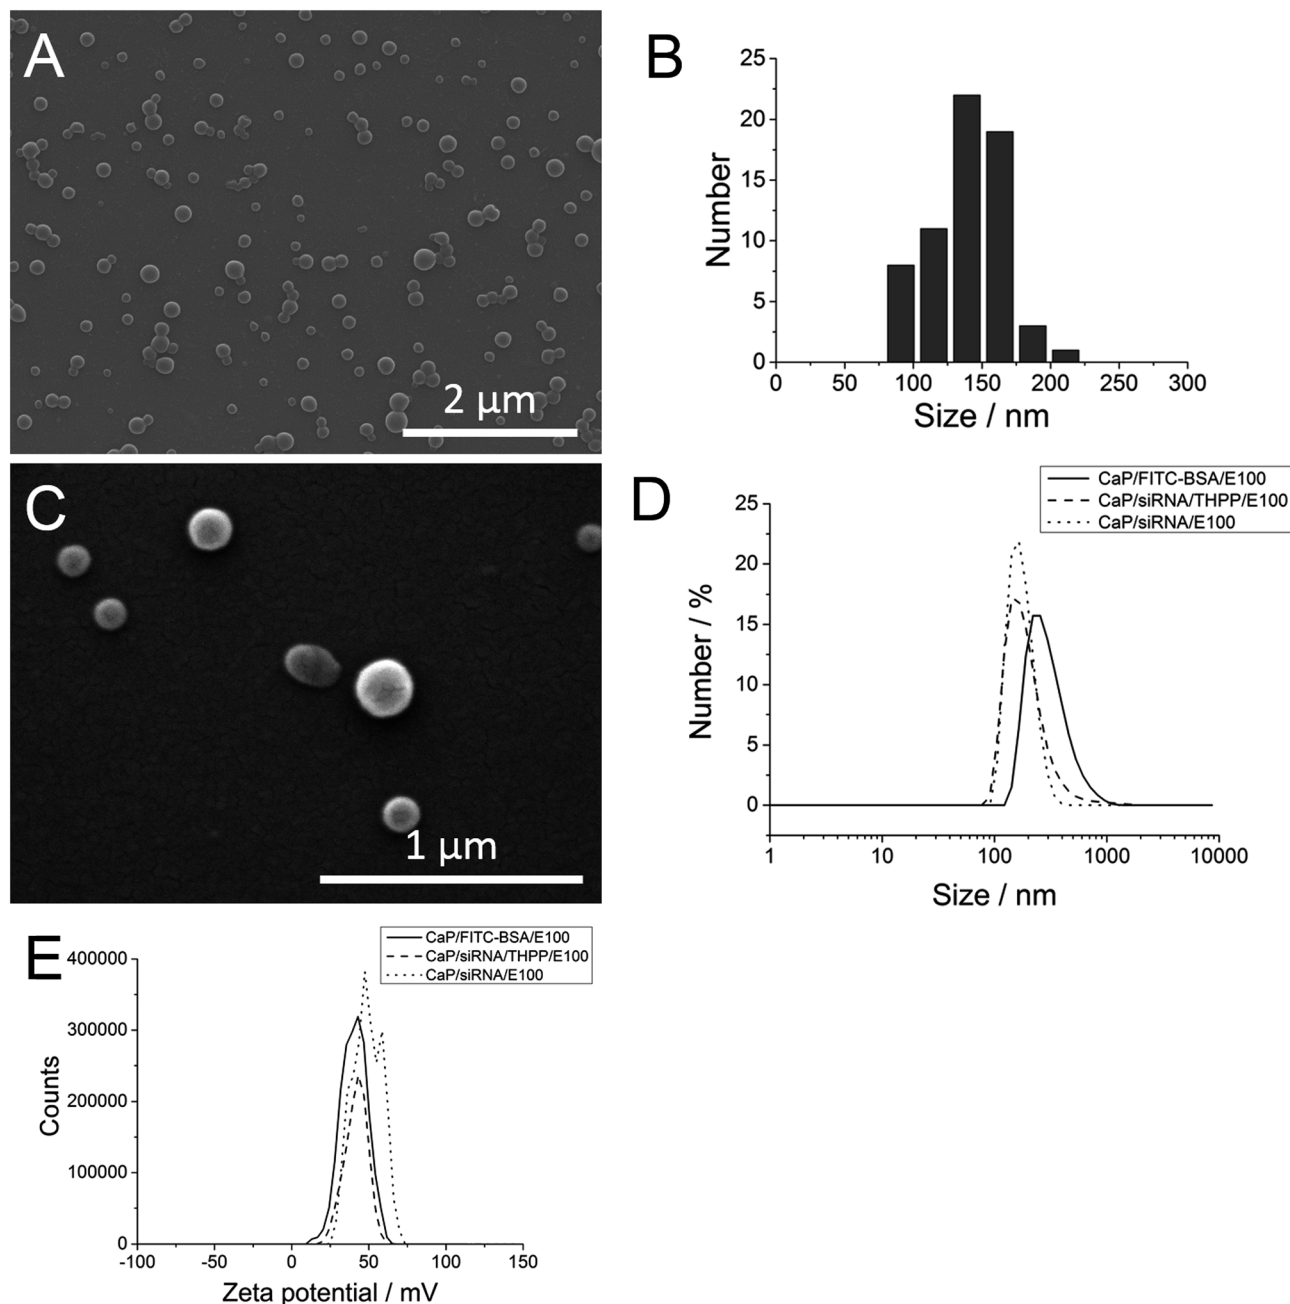 A
2 μm
B
25
20
15
10
5
0
Number
0 50 100 150 200 250 300
Size / nm
C
1 μm
D
CaP/FITC-BSA/E100
CaP/siRNA/THPP/E100
CaP/siRNA/E100
25
20
15
10
5
0
Number / %
1 10 100 1000 10000
Size / nm
E
CaP/FITC-BSA/E100
CaP/siRNA/THPP/E100
CaP/siRNA/E100
400000
300000
200000
100000
0
Counts
-100 -50 0 50 100 150
Zeta potential / mV